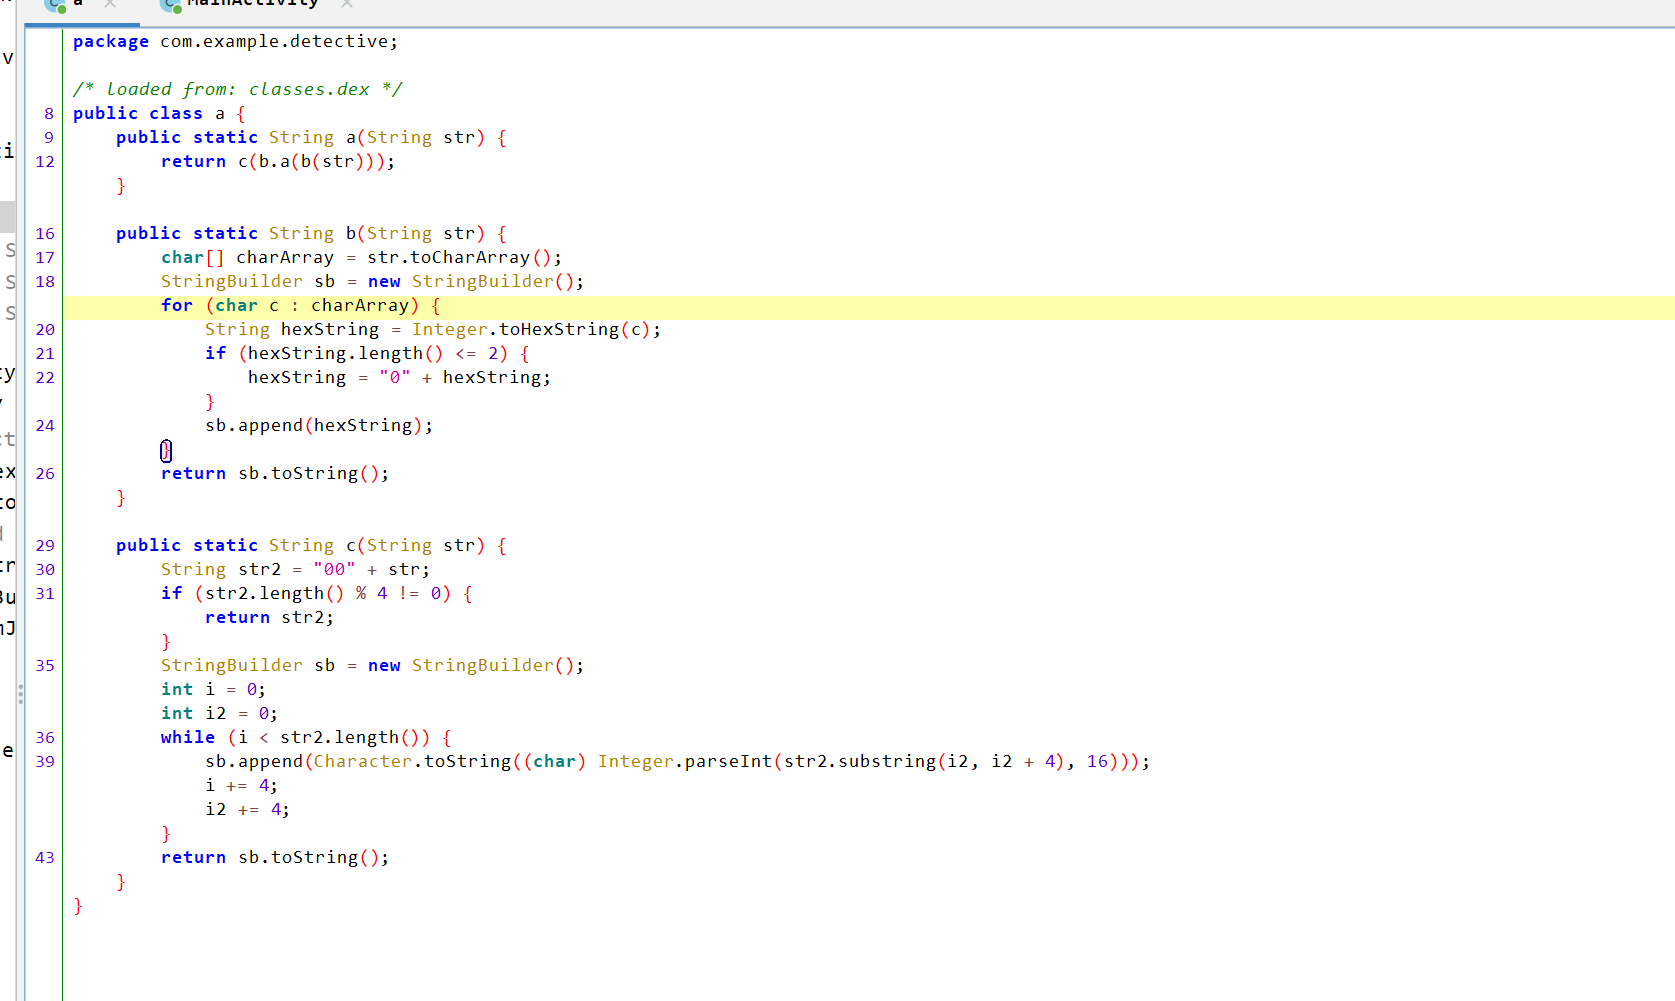 a × MainActivity ×
package com.example.detective;
/* loaded from: classes.dex */
8 public class a {
9 public static String a(String str) {
12 return c(b.a(b(str)));
}
16 public static String b(String str) {
17 char[] charArray = str.toCharArray();
18 StringBuilder sb = new StringBuilder();
for (char c : charArray) {
20 String hexString = Integer.toHexString(c);
21 if (hexString.length() <= 2) {
22 hexString = "0" + hexString;
}
24 sb.append(hexString);
}
26 return sb.toString();
}
29 public static String c(String str) {
30 String str2 = "00" + str;
31 if (str2.length() % 4 != 0) {
return str2;
}
35 StringBuilder sb = new StringBuilder();
int i = 0;
int i2 = 0;
36 while (i < str2.length()) {
39 sb.append(Character.toString((char) Integer.parseInt(str2.substring(i2, i2 + 4), 16)));
i += 4;
i2 += 4;
}
43 return sb.toString();
}
}